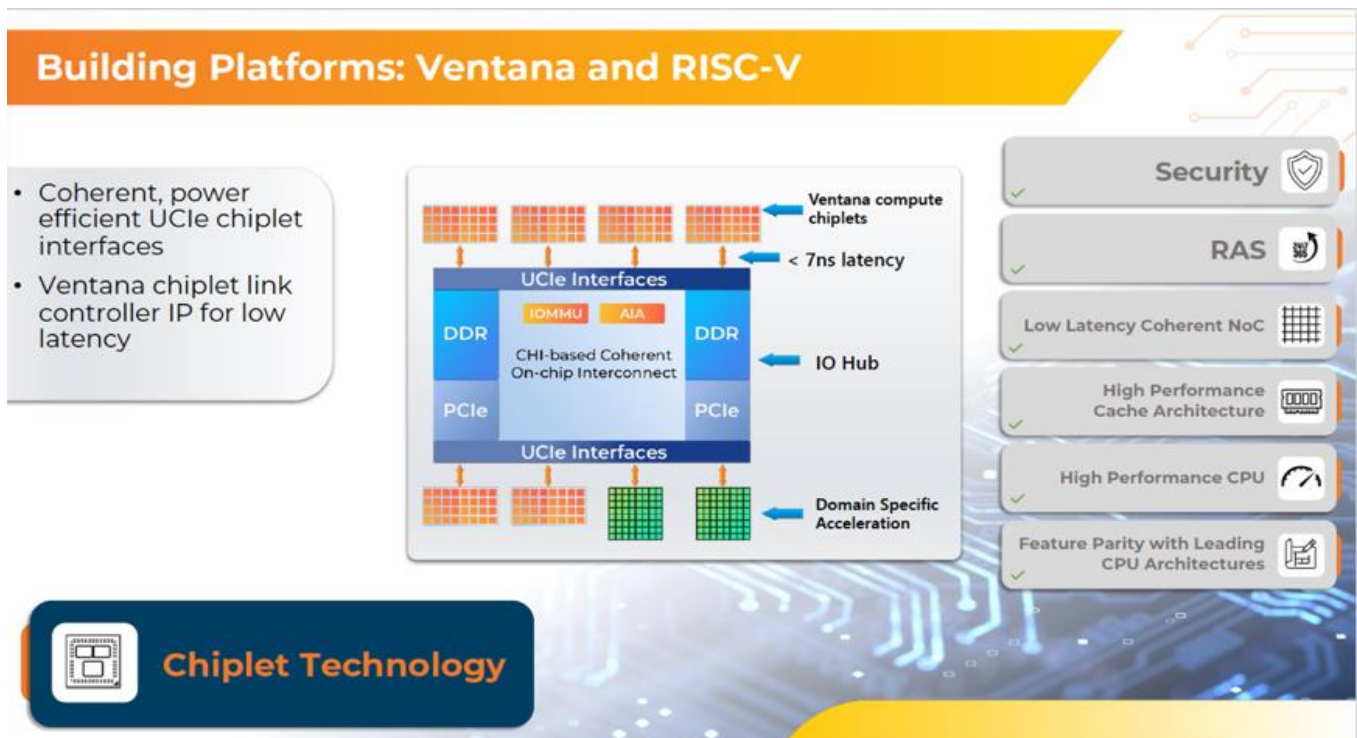 Building Platforms: Ventana and RISC-V
• Coherent, power
efficient UCIe chiplet
interfaces
• Ventana chiplet link
controller IP for low
latency
Ventana compute
chiplets
< 7ns latency
UCIe Interfaces
DDR
IOMMU
AIA
DDR
CHI-based Coherent
On-chip Interconnect
IO Hub
PCIe
PCIe
UCIe Interfaces
Domain Specific
Acceleration
Security
RAS
Low Latency Coherent NoC
High Performance
Cache Architecture
High Performance CPU
Feature Parity with Leading
CPU Architectures
Chiplet Technology